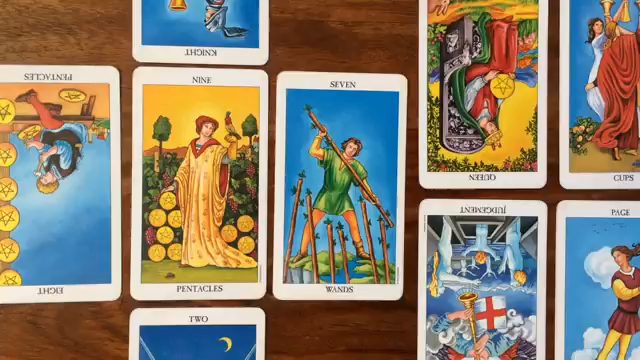 KNIGHT
PENTACLES
EIGHT
NINE
PENTACLES
SEVEN
WANDS
TWO
QUEEN
CUPS
JUDGEMENT
PAGE